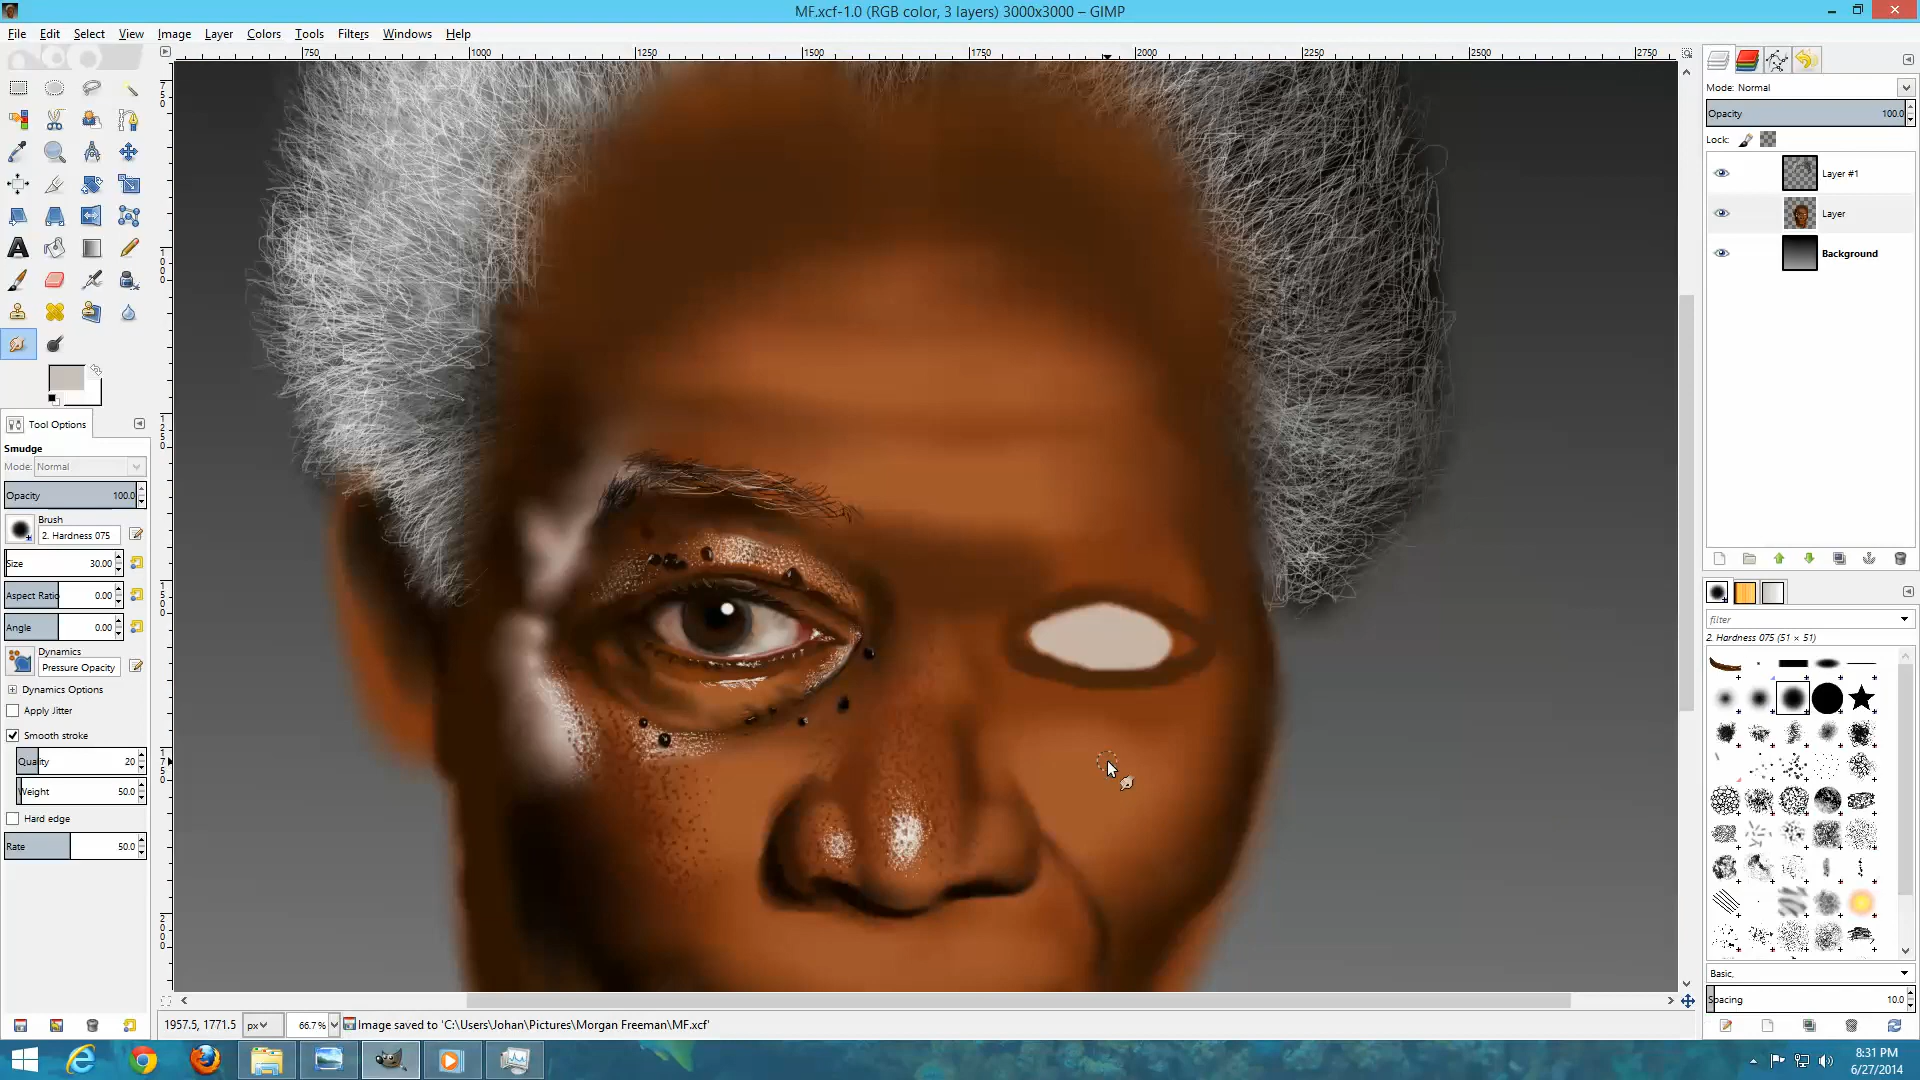 MF.xcf-1.0 (RGB color, 3 layers) 3000x3000 – GIMP
File Edit Select View Image Layer Colors Tools Filters Windows Help
750 1000 1250 1500 1750 2000 2250 2500 2750
750
1000
1250
1500
1750
2000
Tool Options
Smudge
Mode: Normal
Opacity 100.0
Brush
2. Hardness 075
Size 30.00
Aspect Ratio 0.00
Angle 0.00
Dynamics
Pressure Opacity
Dynamics Options
Apply Jitter
Smooth stroke
Quality 20
Weight 50.0
Hard edge
Rate 50.0
Mode: Normal
Opacity 100.0
Lock:
Layer #1
Layer
Background
filter
2. Hardness 075 (51 × 51)
Basic,
Spacing 10.0
1957.5, 1771.5 px 66.7% Image saved to 'C:\Users\Johan\Pictures\Morgan Freeman\MF.xcf'
8:31 PM
6/27/2014